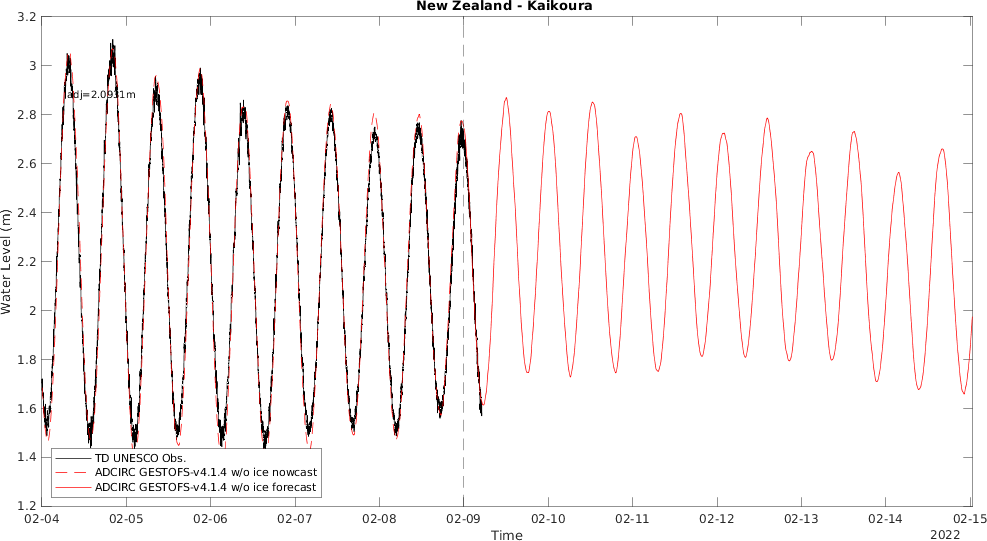 New Zealand - Kaikoura
3.2
3
2.8
2.6
2.4
2.2
2
1.8
1.6
1.4
1.2
Water Level (m)
adj=2.0931m
TD UNESCO Obs.
ADCIRC GESTOFS-v4.1.4 w/o ice nowcast
ADCIRC GESTOFS-v4.1.4 w/o ice forecast
02-04 02-05 02-06 02-07 02-08 02-09 02-10 02-11 02-12 02-13 02-14 02-15
Time
2022